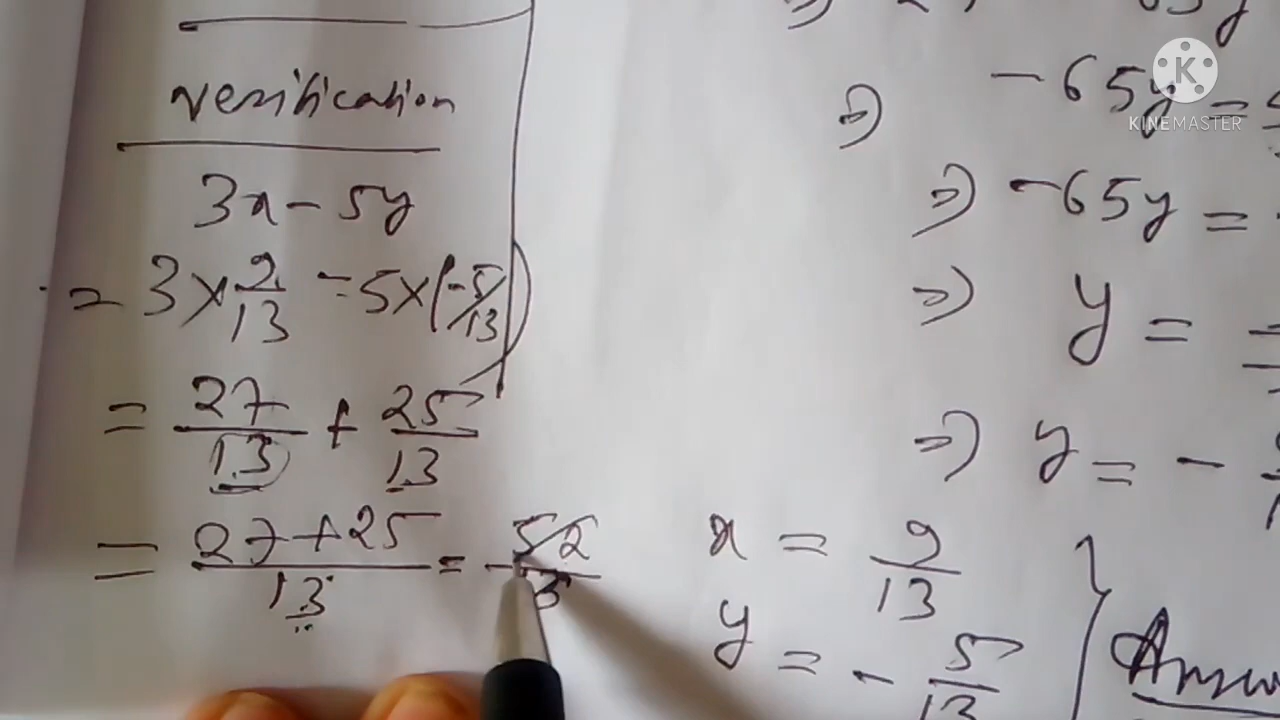 verification
3x - 5y
= 3 × 9/13 - 5 × (-5/13)
= 27/13 + 25/13
= 27+25/13 = 52/13
⇒ - 65y =
⇒ - 65y =
⇒ y =
⇒ y = -
x = 9/13
y = - 5/13
Answ
K
KINEMASTER